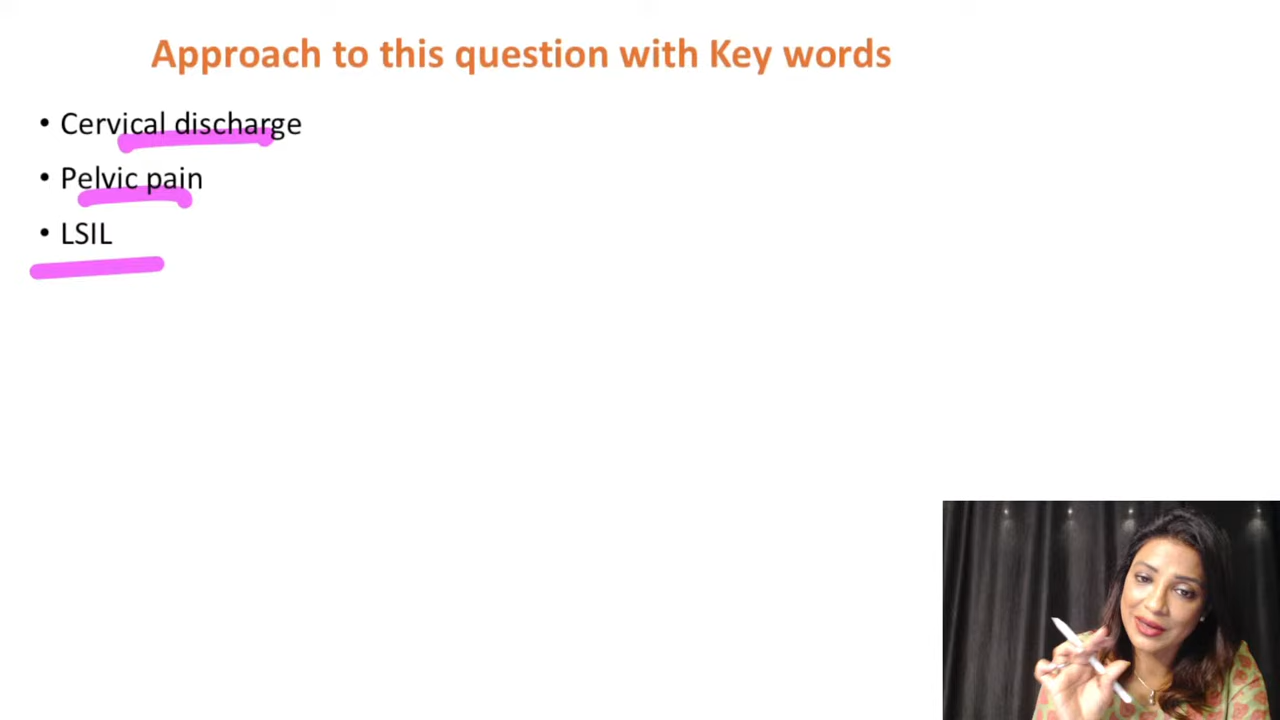 Approach to this question with Key words
• Cervical discharge
• Pelvic pain
• LSIL